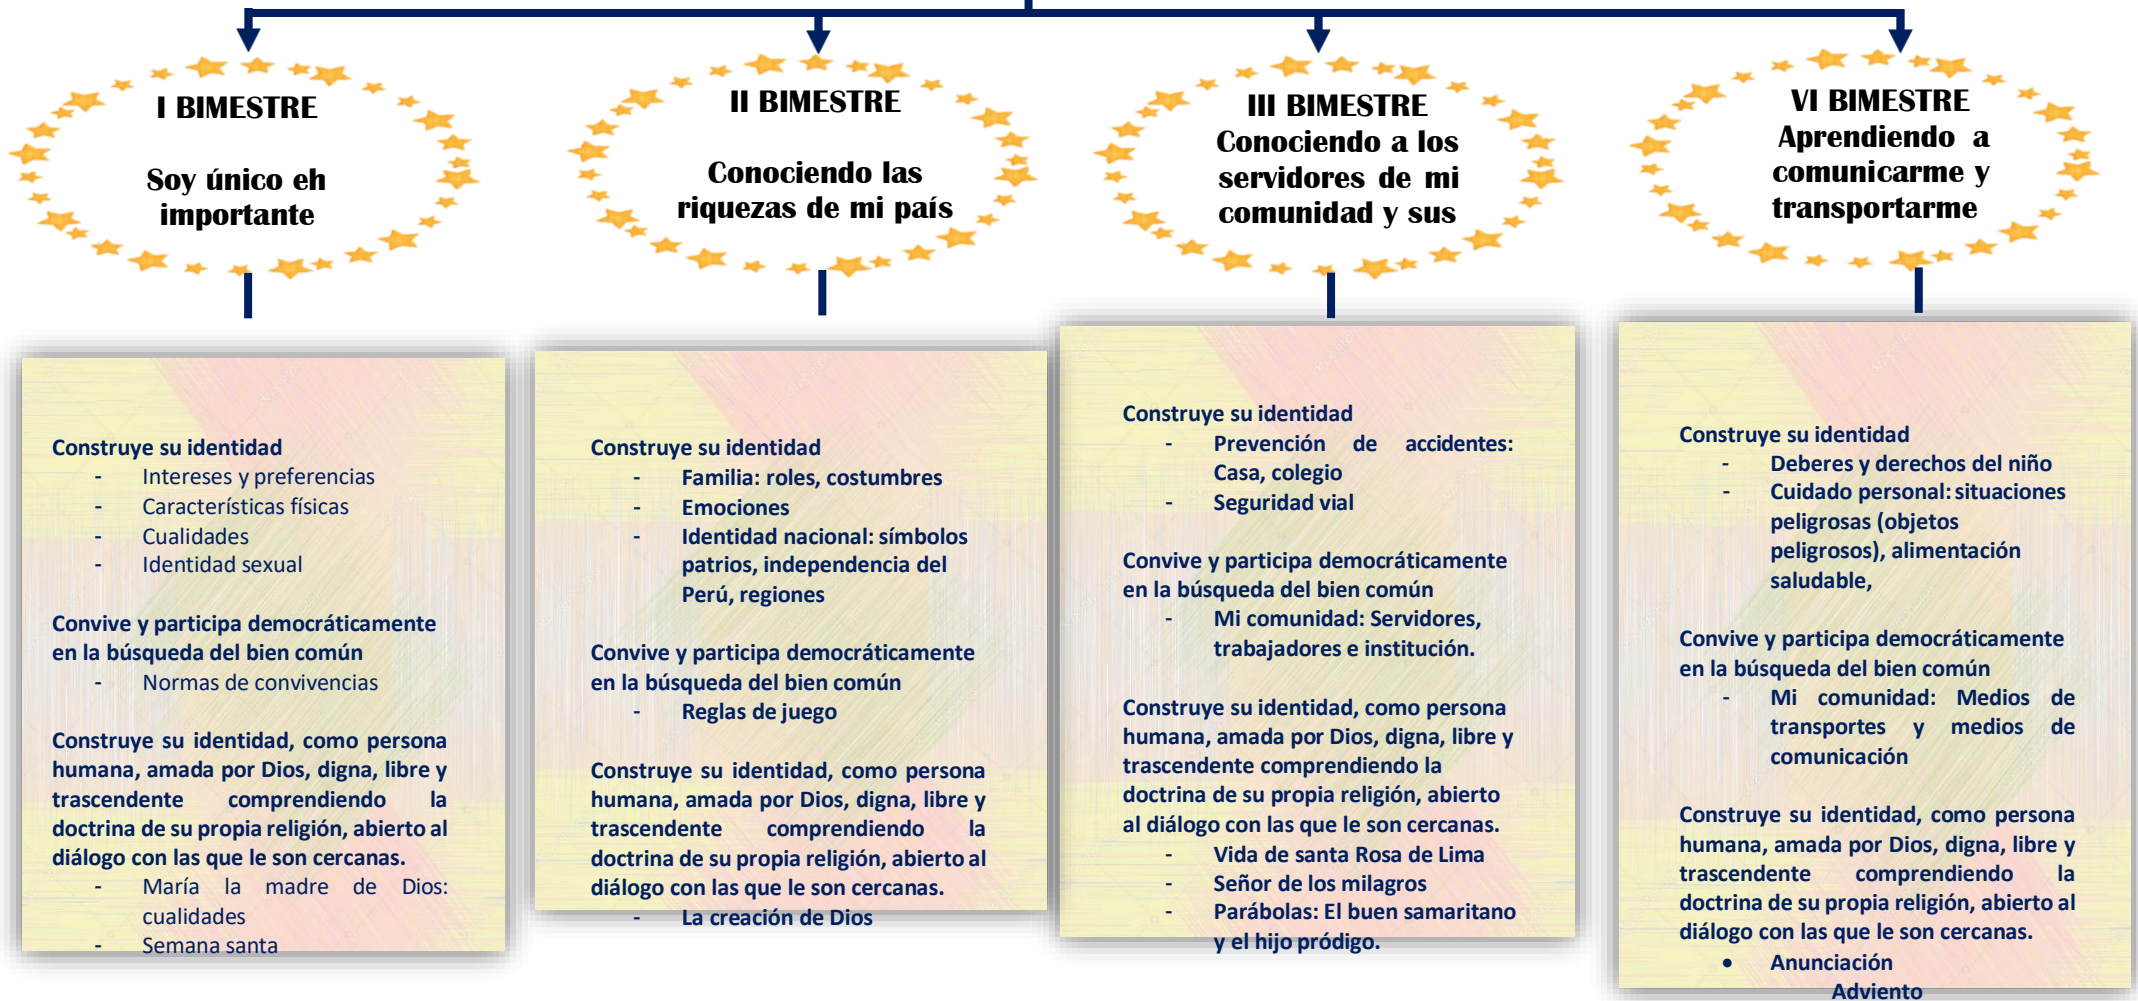 I BIMESTRE
Soy único eh
importante
II BIMESTRE
Conociendo las
riquezas de mi país
III BIMESTRE
Conociendo a los
servidores de mi
comunidad y sus
VI BIMESTRE
Aprendiendo a
comunicarme y
transportarme
Construye su identidad
- Intereses y preferencias
- Características físicas
- Cualidades
- Identidad sexual
Convive y participa democráticamente
en la búsqueda del bien común
- Normas de convivencias
Construye su identidad, como persona
humana, amada por Dios, digna, libre y
trascendente comprendiendo la
doctrina de su propia religión, abierto al
diálogo con las que le son cercanas.
- María la madre de Dios:
cualidades
- Semana santa
Construye su identidad
- Familia: roles, costumbres
- Emociones
- Identidad nacional: símbolos
patrios, independencia del
Perú, regiones
Convive y participa democráticamente
en la búsqueda del bien común
- Reglas de juego
Construye su identidad, como persona
humana, amada por Dios, digna, libre y
trascendente comprendiendo la
doctrina de su propia religión, abierto al
diálogo con las que le son cercanas.
- La creación de Dios
Construye su identidad
- Prevención de accidentes:
Casa, colegio
- Seguridad vial
Convive y participa democráticamente
en la búsqueda del bien común
- Mi comunidad: Servidores,
trabajadores e institución.
Construye su identidad, como persona
humana, amada por Dios, digna, libre y
trascendente comprendiendo la
doctrina de su propia religión, abierto
al diálogo con las que le son cercanas.
- Vida de santa Rosa de Lima
- Señor de los milagros
- Parábolas: El buen samaritano
y el hijo pródigo.
Construye su identidad
- Deberes y derechos del niño
- Cuidado personal: situaciones
peligrosas (objetos
peligrosos), alimentación
saludable,
Convive y participa democráticamente
en la búsqueda del bien común
- Mi comunidad: Medios de
transportes y medios de
comunicación
Construye su identidad, como persona
humana, amada por Dios, digna, libre y
trascendente comprendiendo la
doctrina de su propia religión, abierto al
diálogo con las que le son cercanas.
• Anunciación
Adviento